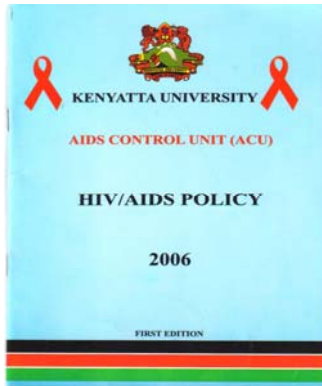 KENYATTA UNIVERSITY
AIDS CONTROL UNIT (ACU)
HIV/AIDS POLICY
2006
FIRST EDITION